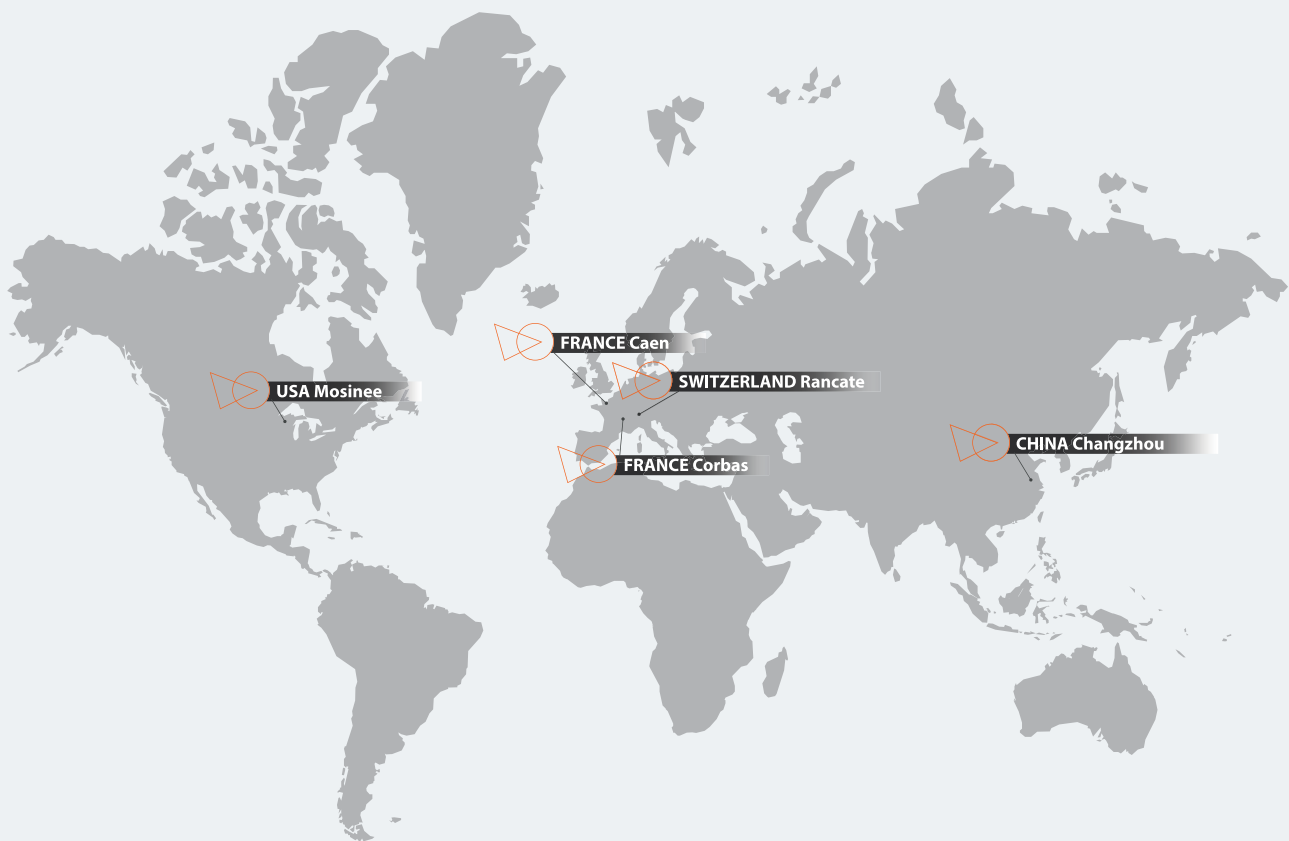 FRANCE Caen
SWITZERLAND Rancate
USA Mosinee
CHINA Changzhou
FRANCE Corbas